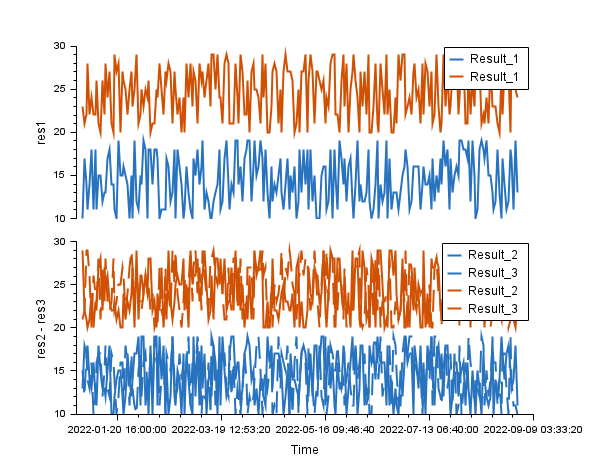 30
25
20
15
10
res1
Result_1
Result_1
30
25
20
15
10
res2 - res3
Result_2
Result_3
Result_2
Result_3
2022-01-20 16:00:00 2022-03-19 12:53:20 2022-05-16 09:46:40 2022-07-13 06:40:00 2022-09-09 03:33:20
Time